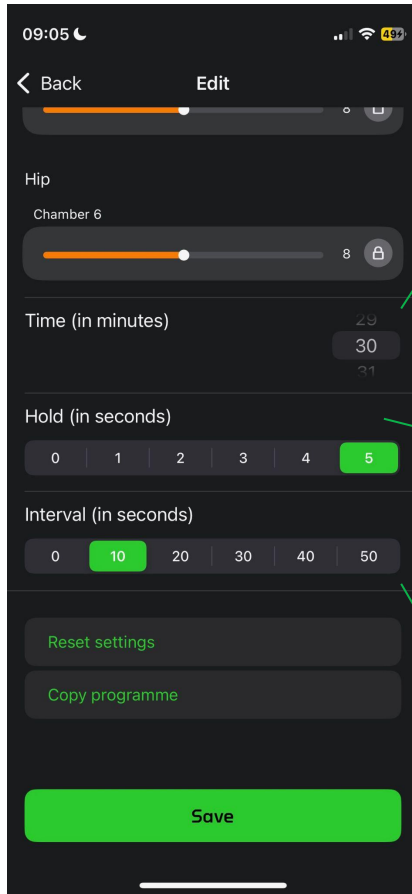 09:05
49
Back
Edit
8
Hip
Chamber 6
8
Time (in minutes)
29
30
31
Hold (in seconds)
0 1 2 3 4 5
Interval (in seconds)
0 10 20 30 40 50
Reset settings
Copy programme
Save